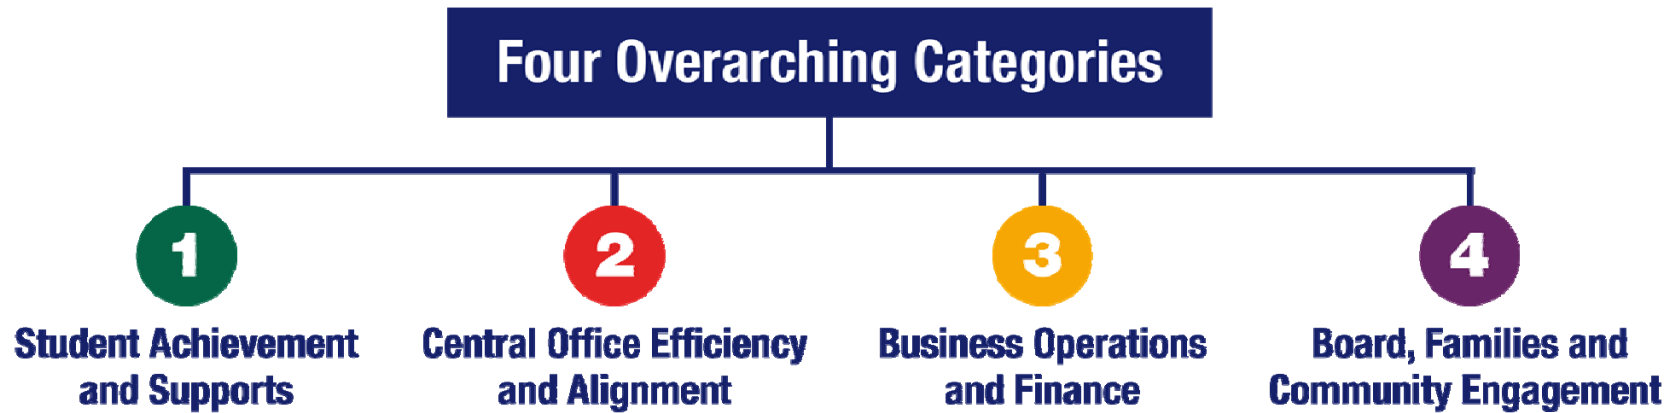 Four Overarching Categories
1
Student Achievement
and Supports
2
Central Office Efficiency
and Alignment
3
Business Operations
and Finance
4
Board, Families and
Community Engagement